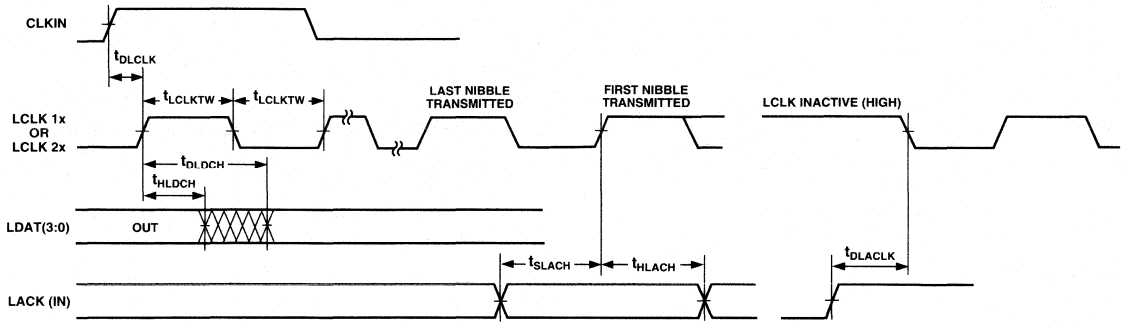 CLKIN
tDLCLK
tLCLKTW
tLCLKTW
LAST NIBBLE
TRANSMITTED
FIRST NIBBLE
TRANSMITTED
LCLK INACTIVE (HIGH)
LCLK 1x
OR
LCLK 2x
tDLDCH
tHLDCH
LDAT(3:0)
OUT
tSLACH
tHLACH
tDLACLK
LACK (IN)